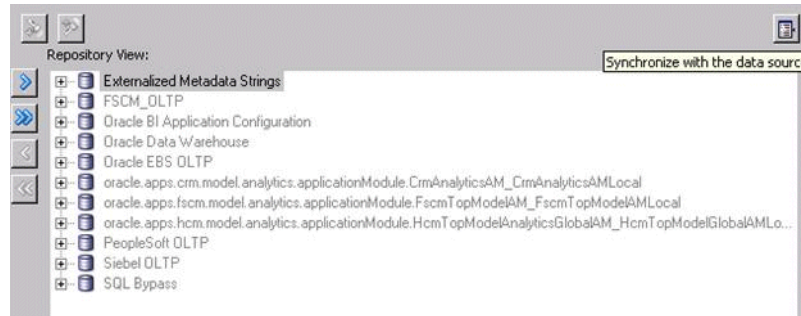 Repository View:
Synchronize with the data sourc
Externalized Metadata Strings
FSCM_OLTP
Oracle BI Application Configuration
Oracle Data Warehouse
Oracle EBS OLTP
oracle.apps.crm.model.analytics.applicationModule.CrmAnalyticsAM_CrmAnalyticsAMLocal
oracle.apps.fscm.model.analytics.applicationModule.FscmTopModelAM_FscmTopModelAMLocal
oracle.apps.hcm.model.analytics.applicationModule.HcmTopModelAnalyticsGlobalAM_HcmTopModelGlobalAMLo...
PeopleSoft OLTP
Siebel OLTP
SQL Bypass